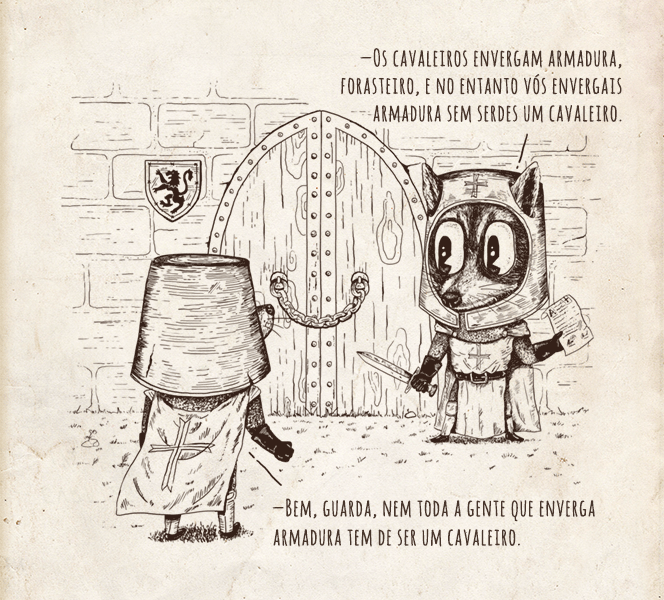 —Os cavaleiros envergam armadura,
forasteiro, e no entanto vós envergais
armadura sem serdes um cavaleiro.
—Bem, guarda, nem toda a gente que enverga
armadura tem de ser um cavaleiro.